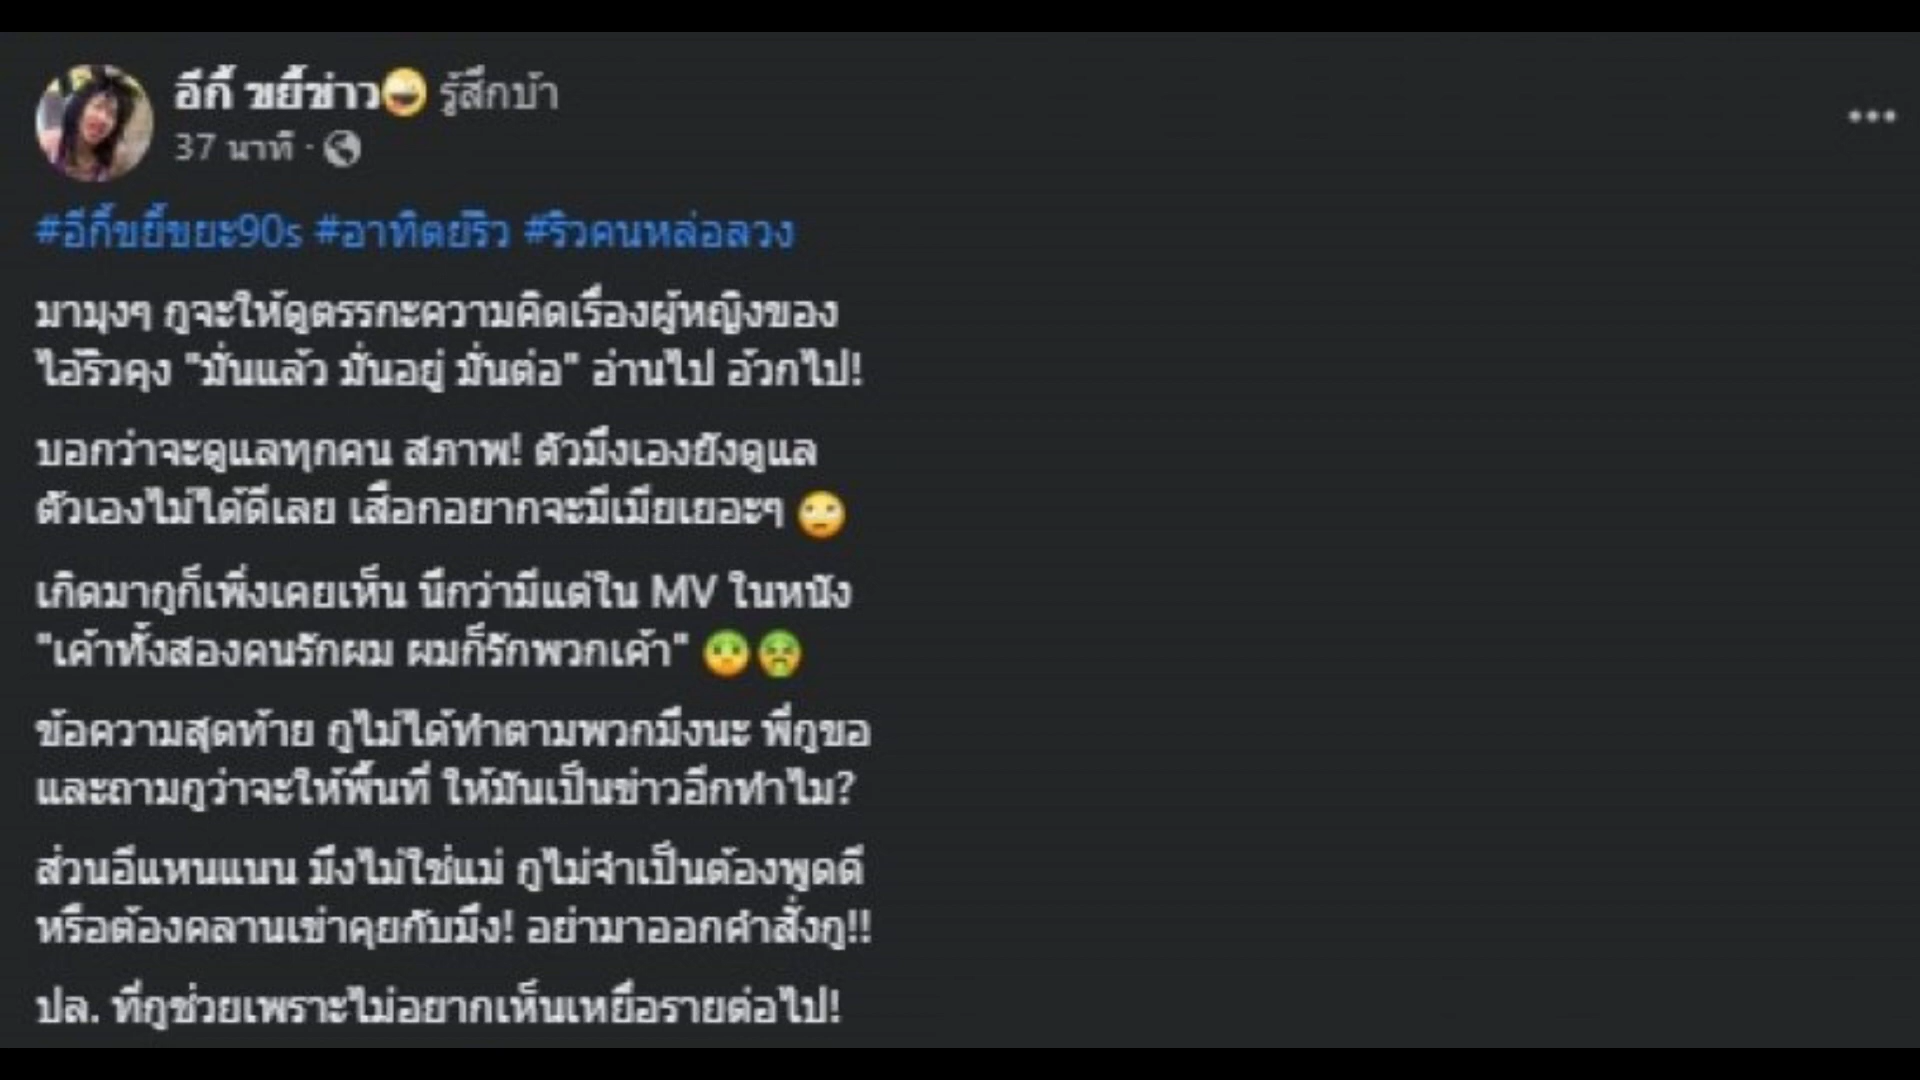 อีกี้ ขยี้ข่าว🤪 รู้สึกบ้า
37 นาที ·
#อีกี้ขยี้ขยะ90s #อาทิตย์ริว #ริวคนหล่อลวง
มามุงๆ กูจะให้ดูตรรกะความคิดเรื่องผู้หญิงของ
ไอ้ริวคุง "มั่นแล้ว มั่นอยู่ มั่นต่อ" อ่านไป อ้วกไป!
บอกว่าจะดูแลทุกคน สภาพ! ตัวมึงเองยังดูแล
ตัวเองไม่ได้ดีเลย เสือกอยากจะมีเมียเยอะๆ 🙄
เกิดมากูก็เพิ่งเคยเห็น นึกว่ามีแต่ใน MV ในหนัง
"เค้าทั้งสองคนรักผม ผมก็รักพวกเค้า" 🤢🤢
ข้อความสุดท้าย กูไม่ได้ทำตามพวกมึงนะ พี่กูขอ
และถามกูว่าจะให้พื้นที่ ให้มันเป็นข่าวอีกทำไม?
ส่วนอีแหนแนน มึงไม่ใช่แม่ กูไม่จำเป็นต้องพูดดี
หรือต้องคลานเข่าคุยกับมึง! อย่ามาออกคำสั่งกู!!
ปล. ที่กูช่วยเพราะไม่อยากเห็นเหยื่อรายต่อไป!